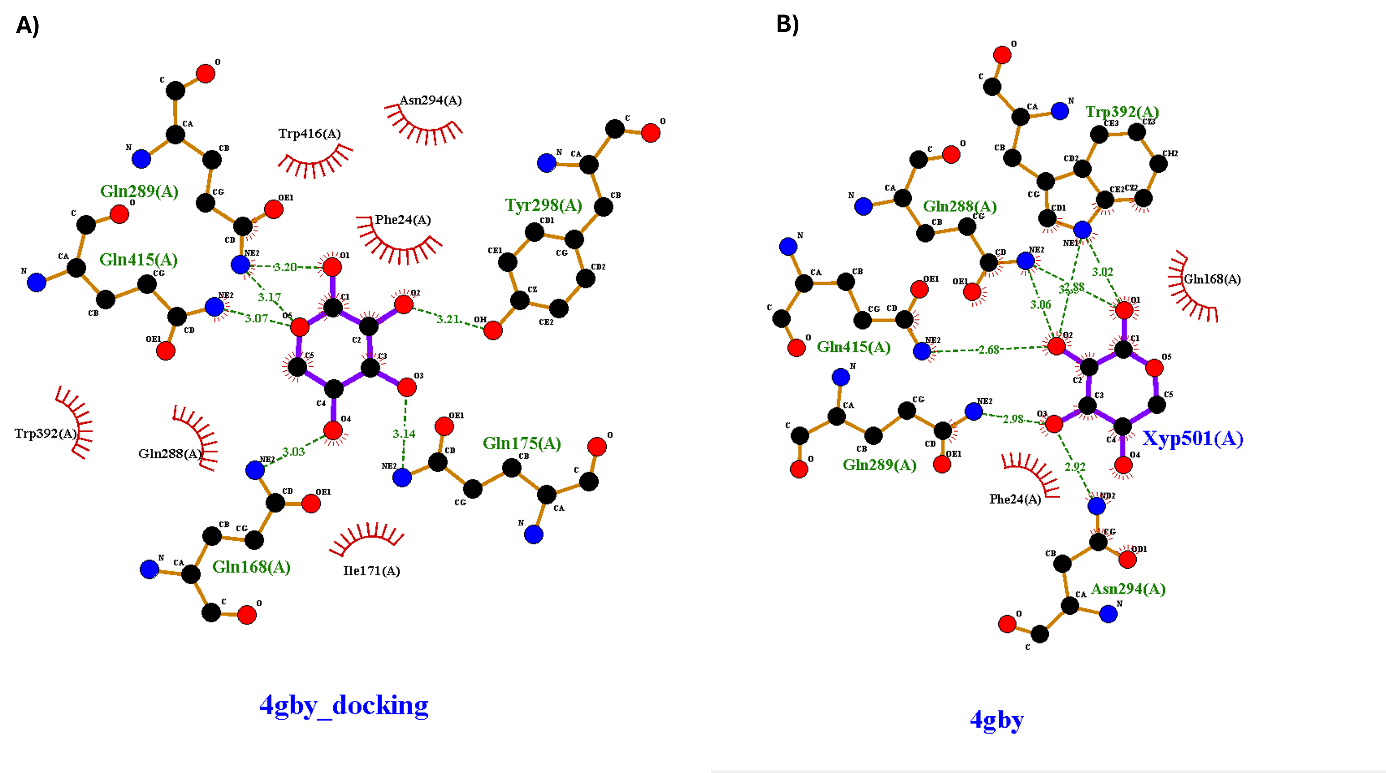 A)
B)
O
C
CA
N
CB
CG
CD
OE1
NE2
Gln289(A)
O
C
CA
N
CB
CG
CD
OE1
NE2
Gln415(A)
Trp416(A)
Asn294(A)
Phe24(A)
C
O
N
CA
CB
Tyr298(A)
CD1
CE1
CG
CD2
CZ
CE2
OH
3.20
3.17
3.07
3.21
O1
C1
O2
O5
C2
C5
C3
O3
C4
O4
3.14
3.03
Trp392(A)
Gln288(A)
NE2
CD
OE1
CB
CG
N
CA
C
O
Gln168(A)
OE1
CD
NE2
Gln175(A)
CB
CG
CA
C
O
N
Ile171(A)
4gby_docking
O
C
CA
N
CB
Trp392(A)
CE3
CZ3
CD2
CH2
CG
CE2
CZ2
CD1
NE1
C
O
CA
N
Gln288(A)
CG
CB
CD
NE2
OE1
N
CA
CB
C
O
CG
CD
OE1
NE2
Gln415(A)
3.02
3.06
2.68
Gln168(A)
O1
C1
O2
O5
C2
C3
C5
O3
C4
O4
Xyp501(A)
N
CA
C
O
CB
CG
CD
NE2
OE1
Gln289(A)
2.98
2.92
Phe24(A)
ND2
CG
OD1
CB
Asn294(A)
CA
N
O
C
4gby